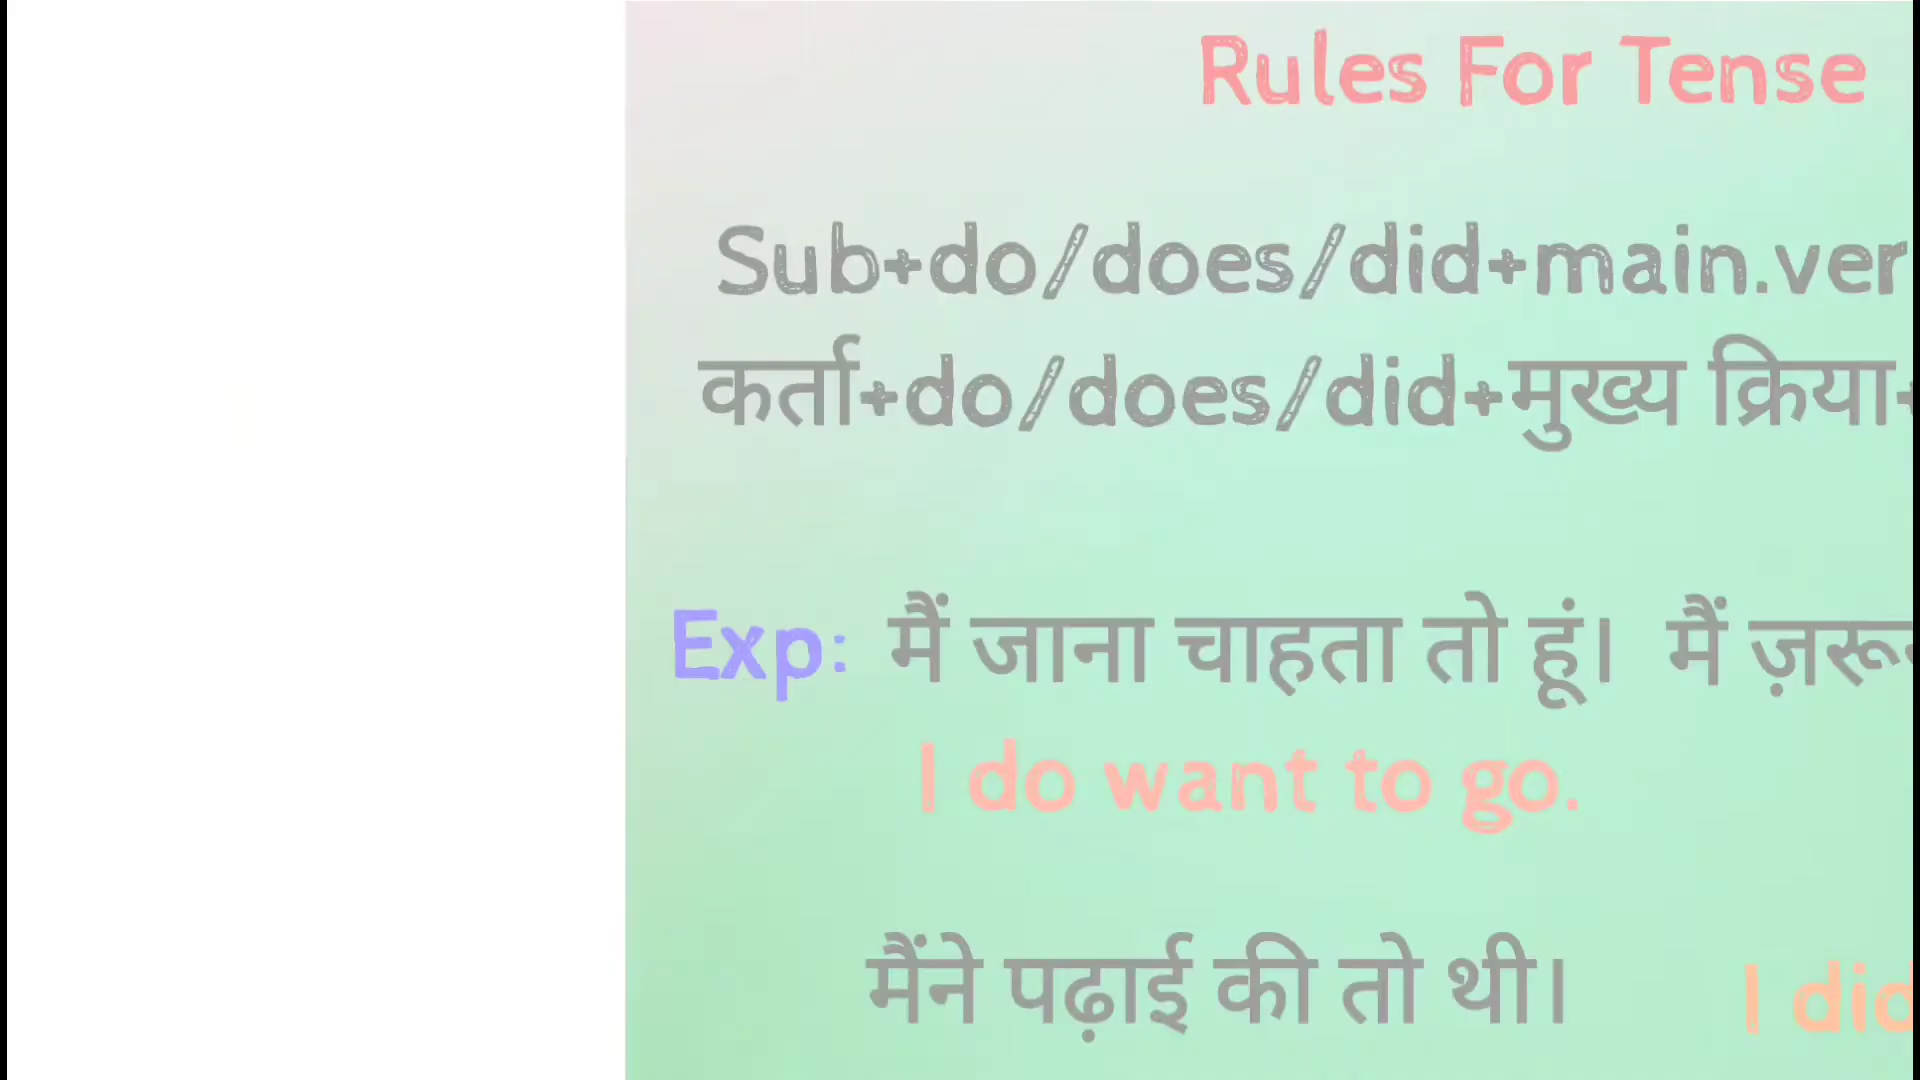 Rules For Tense
Sub+do/does/did+main.ver
कर्ता+do/does/did+मुख्य क्रिया+
Exp: मैं जाना चाहता तो हूं। मैं
I do want to go.
मैंने पढ़ाई की तो थी। I did